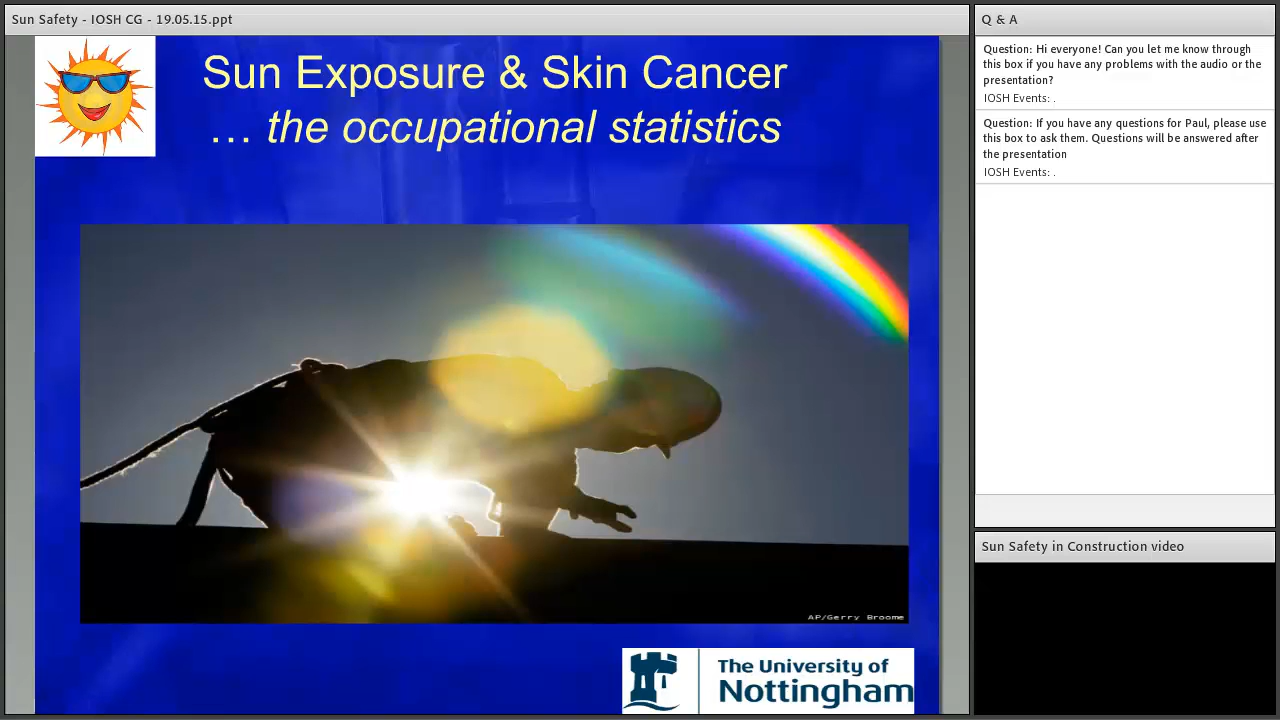 Sun Safety - IOSH CG - 19.05.15.ppt
Sun Exposure & Skin Cancer
… the occupational statistics
AP/Gerry Broome
The University of
Nottingham
Q & A
Question: Hi everyone! Can you let me know through
this box if you have any problems with the audio or the
presentation?
IOSH Events: .
Question: If you have any questions for Paul, please use
this box to ask them. Questions will be answered after
the presentation
IOSH Events: .
Sun Safety in Construction video